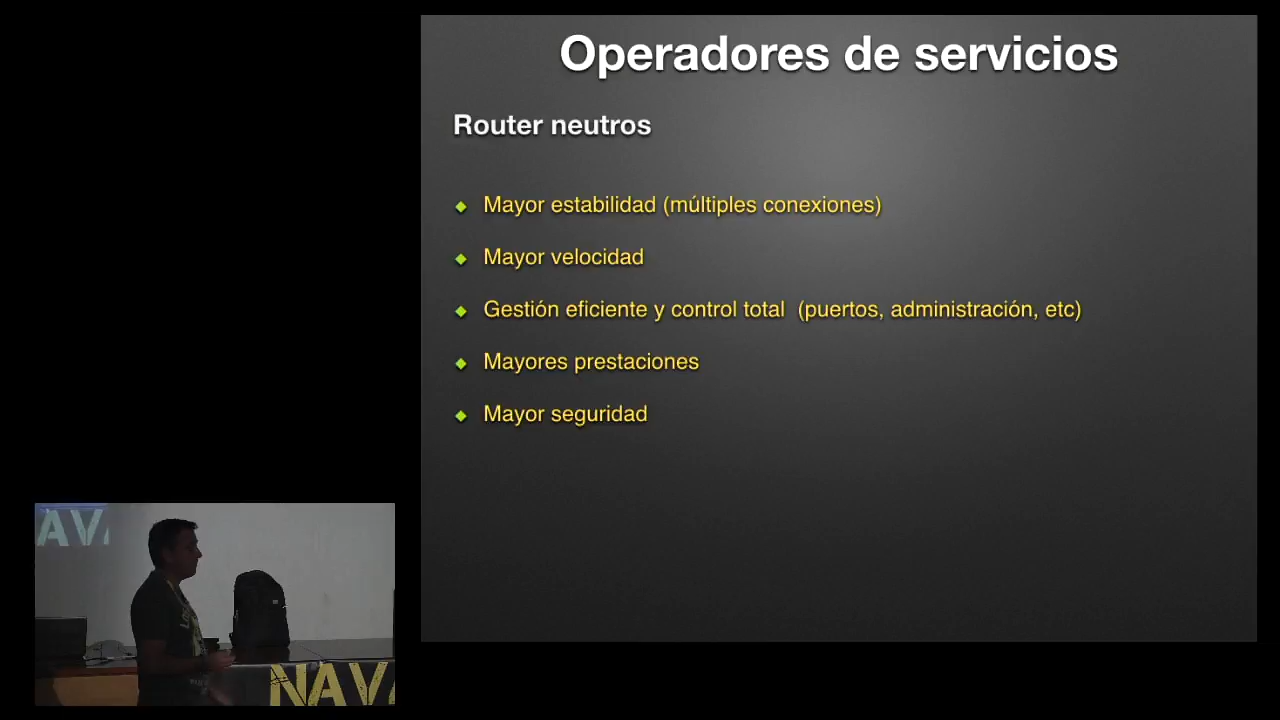 Operadores de servicios
Router neutros
Mayor estabilidad (múltiples conexiones)
Mayor velocidad
Gestión eficiente y control total (puertos, administración, etc)
Mayores prestaciones
Mayor seguridad
NAV